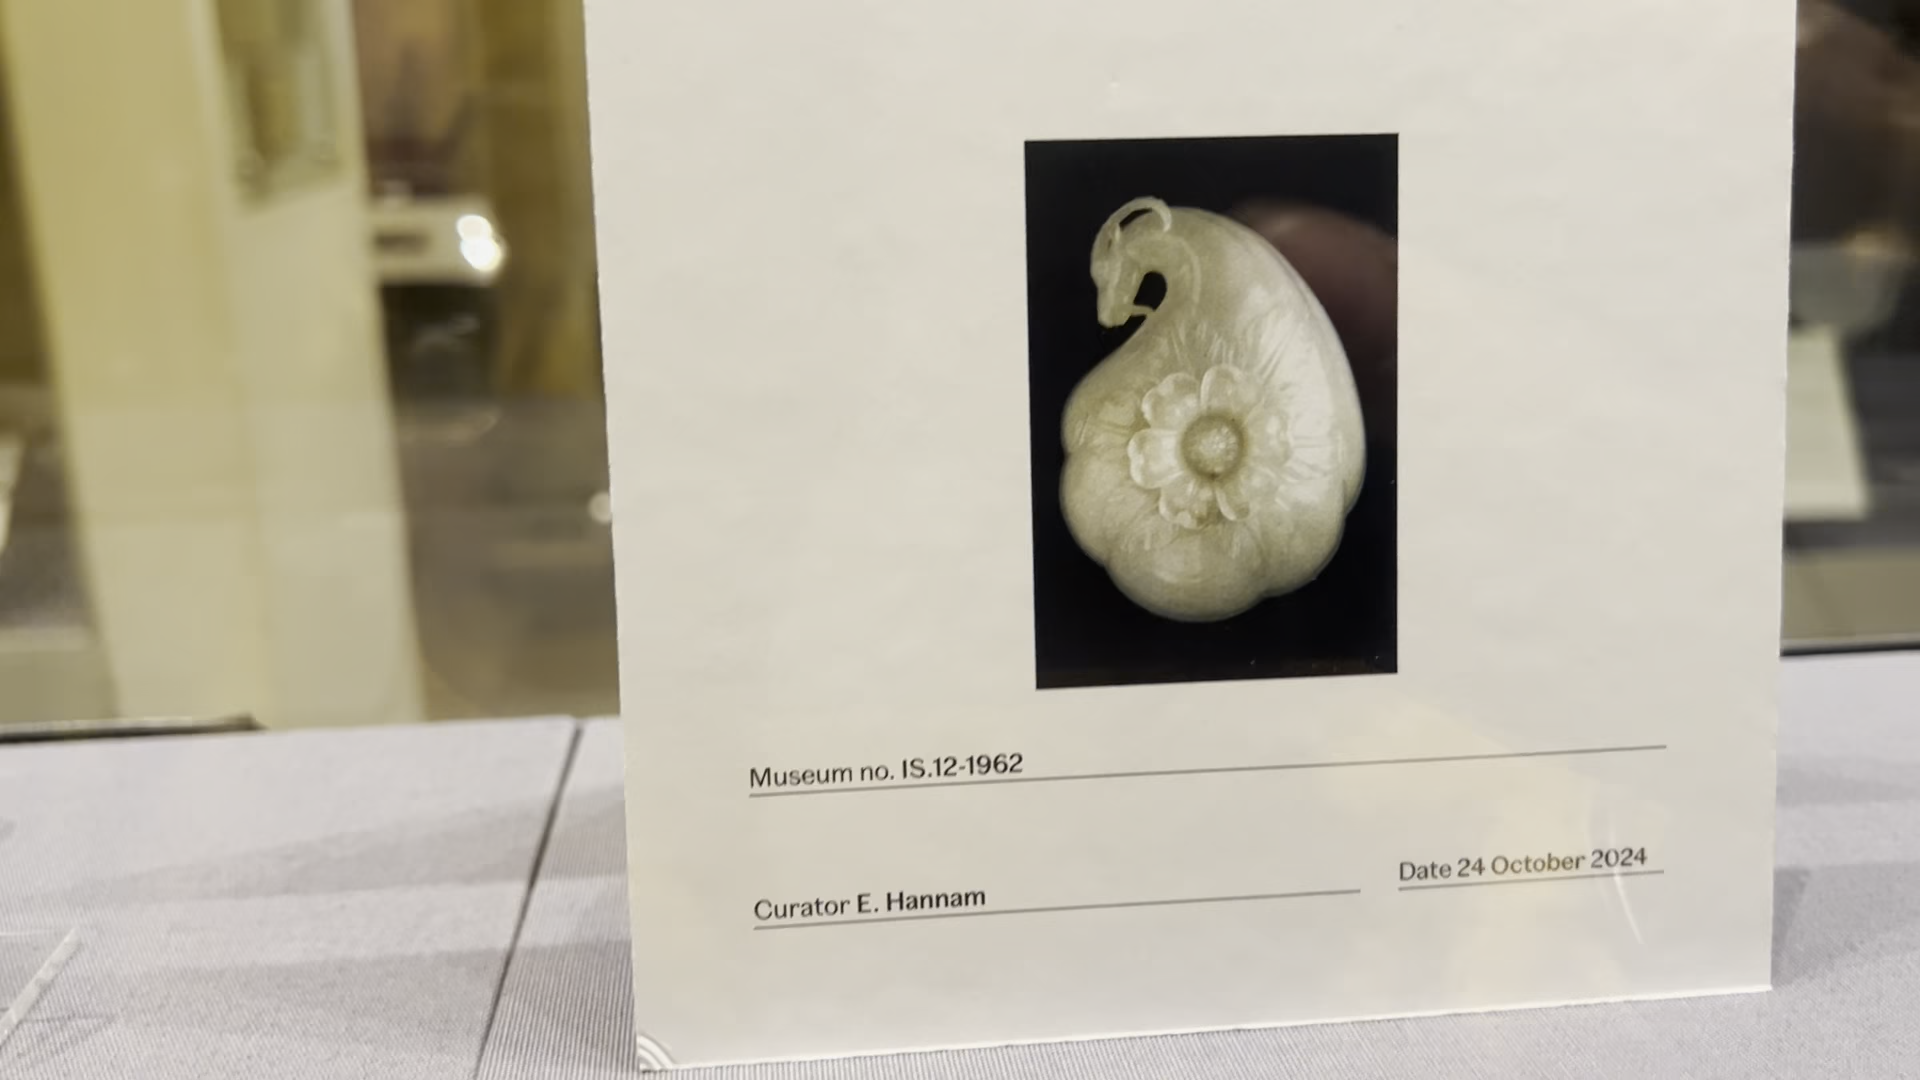 Museum no. IS.12-1962
Curator E. Hannam
Date 24 October 2024